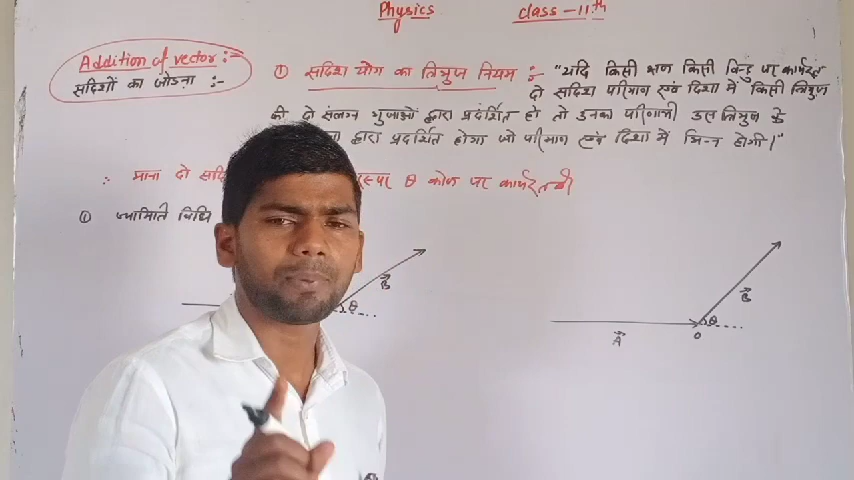 Physics class - 11th
Addition of vector :-
सदिशों का जोडना :-
① सदिश योग का त्रिभुज नियम :- "यदि किसी क्षण किसी बिन्दु पर कार्यरत
दो सदिश परिमाण एवं दिशा में किसी त्रिभुज
की दो संलग्न भुजाओं द्वारा प्रदर्शित हो तो उनका परिणामी उस त्रिभुज के
द्वारा प्रदर्शित होगा जो परिमाण एवं दिशा में भिन्न होगी।"
∴ माना दो θ कोण पर कार्यरत है।
① ज्यामिति विधि
B⃗
θ
B⃗
θ
A⃗
O